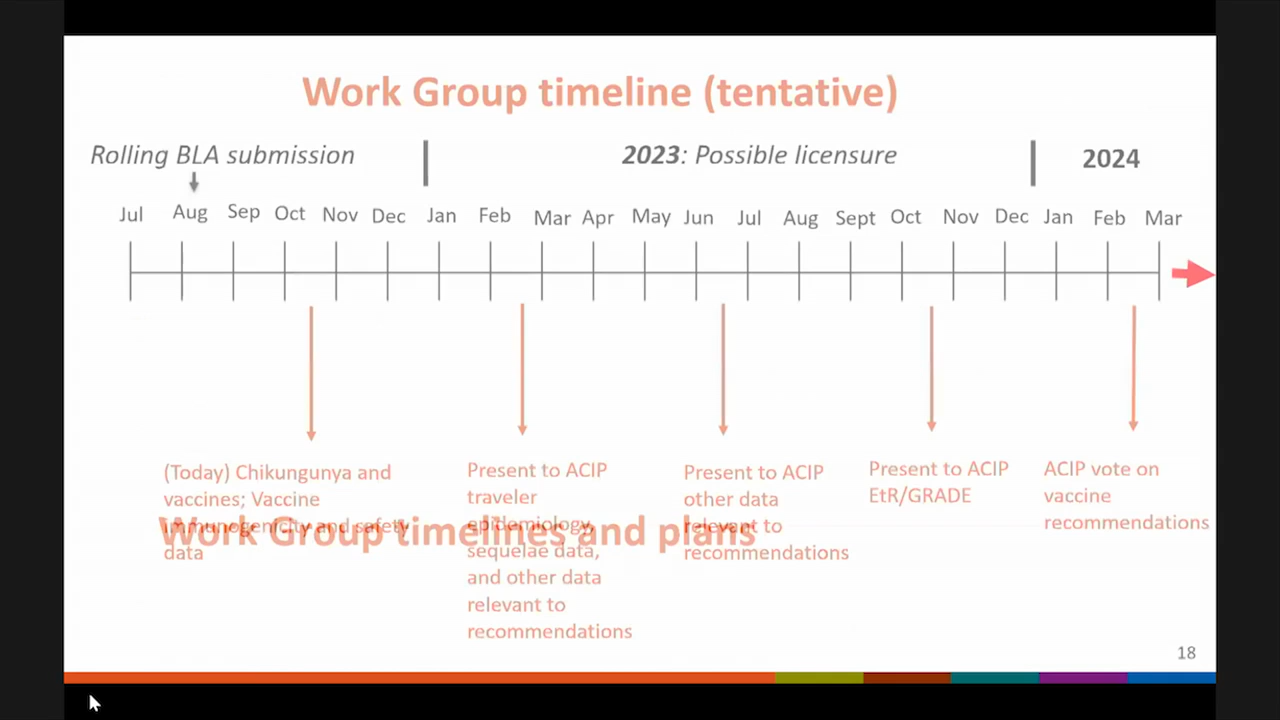 Work Group timeline (tentative)
Rolling BLA submission
2023: Possible licensure
2024
Jul Aug Sep Oct Nov Dec Jan Feb Mar Apr May Jun Jul Aug Sept Oct Nov Dec Jan Feb Mar
(Today) Chikungunya and
vaccines; Vaccine
immunogenicity and safety
data
Present to ACIP
traveler
epidemiology,
sequelae data,
and other data
relevant to
recommendations
Present to ACIP
other data
relevant to
recommendations
Present to ACIP
EtR/GRADE
ACIP vote on
vaccine
recommendations
Work Group timelines and plans
18